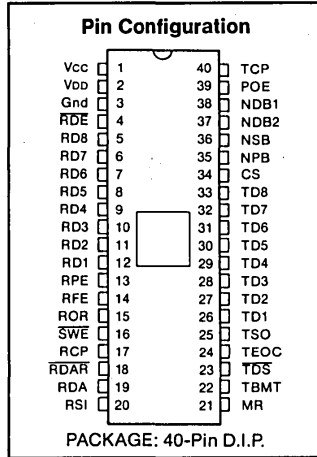 Pin Configuration
Vcc 1 40 TCP
VDD 2 39 POE
Gnd 3 38 NDB1
RDE 4 37 NDB2
RD8 5 36 NSB
RD7 6 35 NPB
RD6 7 34 CS
RD5 8 33 TD8
RD4 9 32 TD7
RD3 10 31 TD6
RD2 11 30 TD5
RD1 12 29 TD4
RPE 13 28 TD3
RFE 14 27 TD2
ROR 15 26 TD1
SWE 16 25 TSO
RCP 17 24 TEOC
RDAR 18 23 TDS
RDA 19 22 TBMT
RSI 20 21 MR
PACKAGE: 40-Pin D.I.P.